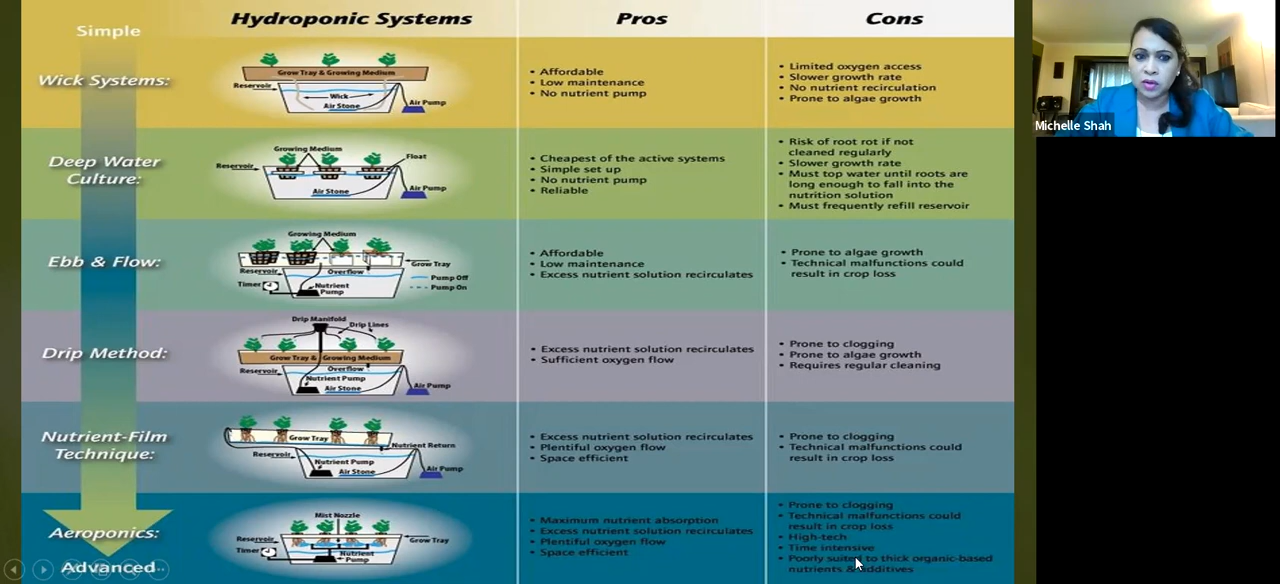 Simple
Hydroponic Systems
Pros
Cons
Wick Systems:
Grow Tray & Growing Medium
Reservoir
Wick
Air Stone
Air Pump
• Affordable
• Low maintenance
• No nutrient pump
• Limited oxygen access
• Slower growth rate
• No nutrient recirculation
• Prone to algae growth
Deep Water
Culture:
Growing Medium
Reservoir
Float
Air Stone
Air Pump
• Cheapest of the active systems
• Simple set up
• No nutrient pump
• Reliable
• Risk of root rot if not
cleaned regularly
• Slower growth rate
• Must top water until roots are
long enough to fall into the
nutrition solution
• Must frequently refill reservoir
Ebb & Flow:
Growing Medium
Grow Tray
Reservoir
Overflow
Pump Off
Timer
Nutrient
Pump
Pump On
• Affordable
• Low maintenance
• Excess nutrient solution recirculates
• Prone to algae growth
• Technical malfunctions could
result in crop loss
Drip Method:
Drip Manifold
Drip Lines
Grow Tray & Growing Medium
Overflow
Reservoir
Nutrient Pump
Air Stone
Air Pump
• Excess nutrient solution recirculates
• Sufficient oxygen flow
• Prone to clogging
• Prone to algae growth
• Requires regular cleaning
Nutrient-Film
Technique:
Grow Tray
Nutrient Return
Reservoir
Nutrient Pump
Air Stone
Air Pump
• Excess nutrient solution recirculates
• Plentiful oxygen flow
• Space efficient
• Prone to clogging
• Technical malfunctions could
result in crop loss
Aeroponics:
Mist Nozzle
Reservoir
Grow Tray
Timer
Nutrient
Pump
• Maximum nutrient absorption
• Excess nutrient solution recirculates
• Plentiful oxygen flow
• Space efficient
• Prone to clogging
• Technical malfunctions could
result in crop loss
• High-tech
• Time intensive
• Poorly suited to thick organic-based
nutrients & additives
Advanced
Michelle Shah